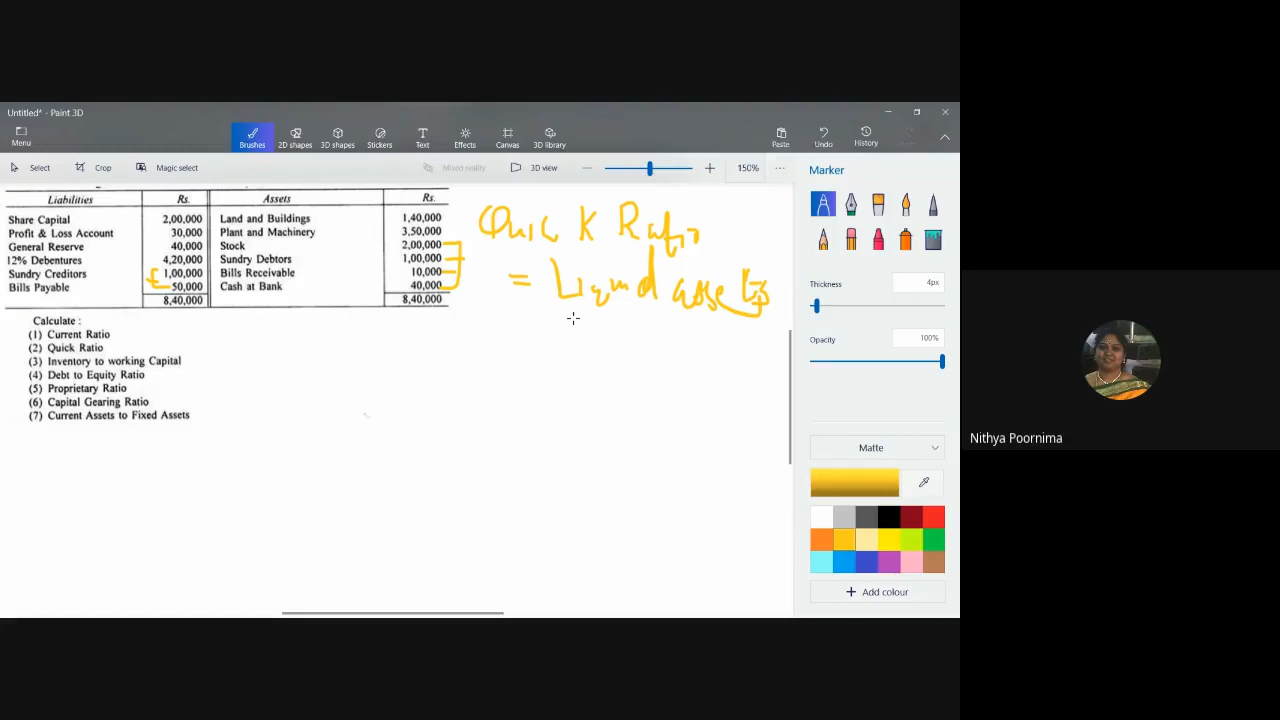 Untitled* - Paint 3D
Menu
Brushes 2D shapes 3D shapes Stickers Text Effects Canvas 3D library Paste Undo History
Select Crop Magic select Mixed reality 3D view 150%
Marker
Thickness 4px
Opacity 100%
Matte
Add colour
Liabilities Rs. Assets Rs.
Share Capital 2,00,000 Land and Buildings 1,40,000
Profit & Loss Account 30,000 Plant and Machinery 3,50,000
General Reserve 40,000 Stock 2,00,000
12% Debentures 4,20,000 Sundry Debtors 1,00,000
Sundry Creditors 1,00,000 Bills Receivable 10,000
Bills Payable 50,000 Cash at Bank 40,000
8,40,000 8,40,000
Calculate :
(1) Current Ratio
(2) Quick Ratio
(3) Inventory to working Capital
(4) Debt to Equity Ratio
(5) Proprietary Ratio
(6) Capital Gearing Ratio
(7) Current Assets to Fixed Assets
Quick Ratio
= Liquid assets
Nithya Poornima